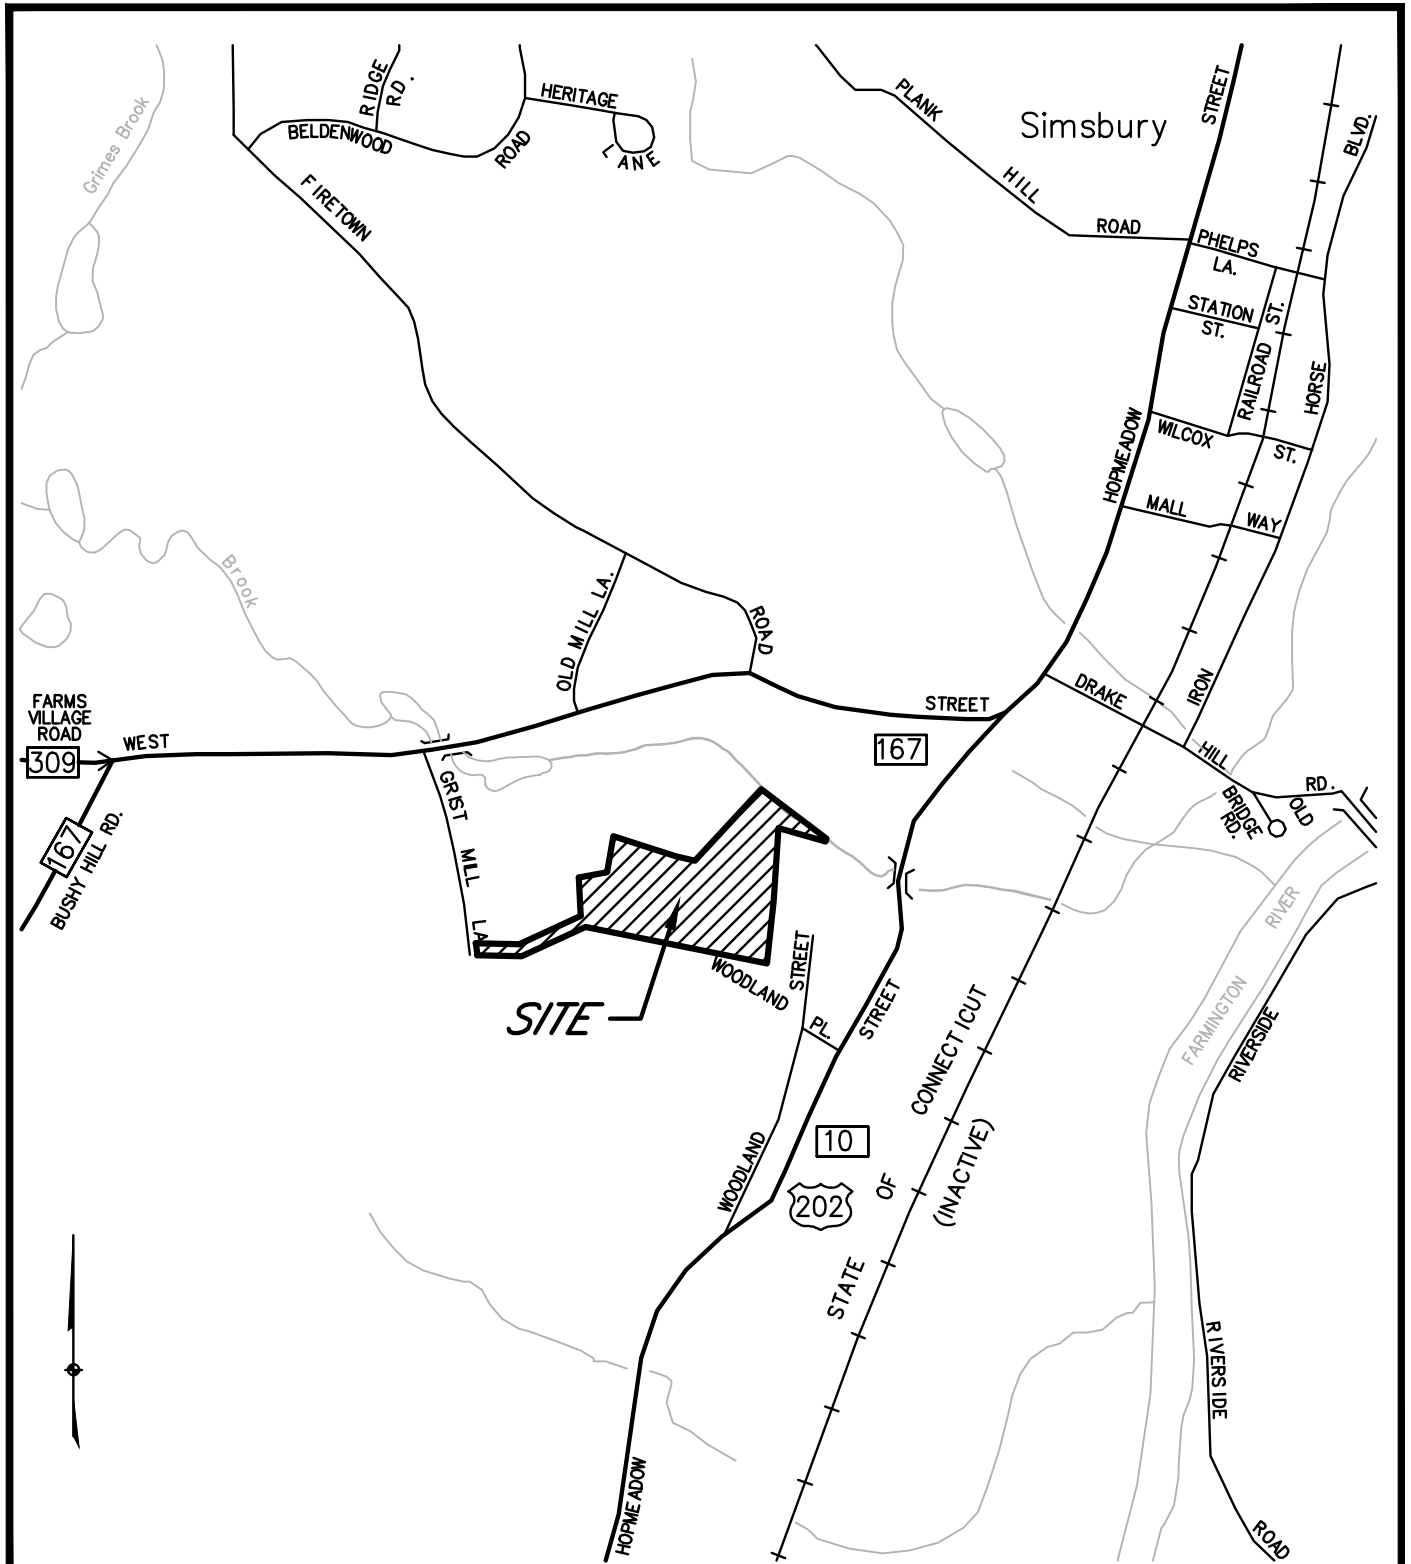 Grimes Brook
RIDGE
RD.
BELDENWOOD
ROAD
HERITAGE
LANE
FIRETOWN
PLANK
HILL
ROAD
Simsbury
STREET
BLVD.
PHELPS
LA.
STATION
ST.
ST.
RAILROAD
HORSE
HOPMEADOW
WILCOX
ST.
MALL
WAY
Brook
OLD MILL LA.
ROAD
FARMS
VILLAGE
ROAD
309
WEST
STREET
167
DRAKE
IRON
HILL
BRIDGE
RD.
OLD
RD.
167
BUSHY HILL RD.
GRIST
MILL
LA
SITE
WOODLAND
STREET
PL.
STREET
RIVER
FARMINGTON
RIVERSIDE
CONNECTICUT
(INACTIVE)
10
WOODLAND
202
OF
STATE
RIVERSIDE
HOPMEADOW
ROAD